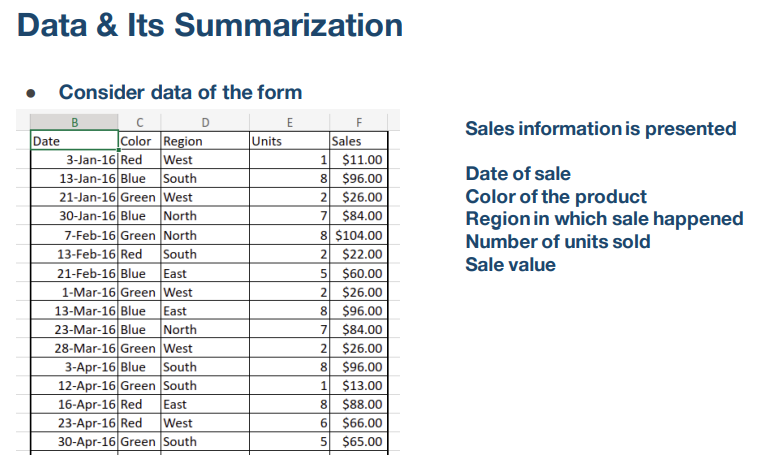 Data & Its Summarization
● Consider data of the form
B C D E F
Date Color Region Units Sales
3-Jan-16 Red West 1 $11.00
13-Jan-16 Blue South 8 $96.00
21-Jan-16 Green West 2 $26.00
30-Jan-16 Blue North 7 $84.00
7-Feb-16 Green North 8 $104.00
13-Feb-16 Red South 2 $22.00
21-Feb-16 Blue East 5 $60.00
1-Mar-16 Green West 2 $26.00
13-Mar-16 Blue East 8 $96.00
23-Mar-16 Blue North 7 $84.00
28-Mar-16 Green West 2 $26.00
3-Apr-16 Blue South 8 $96.00
12-Apr-16 Green South 1 $13.00
16-Apr-16 Red East 8 $88.00
23-Apr-16 Red West 6 $66.00
30-Apr-16 Green South 5 $65.00
Sales information is presented
Date of sale
Color of the product
Region in which sale happened
Number of units sold
Sale value